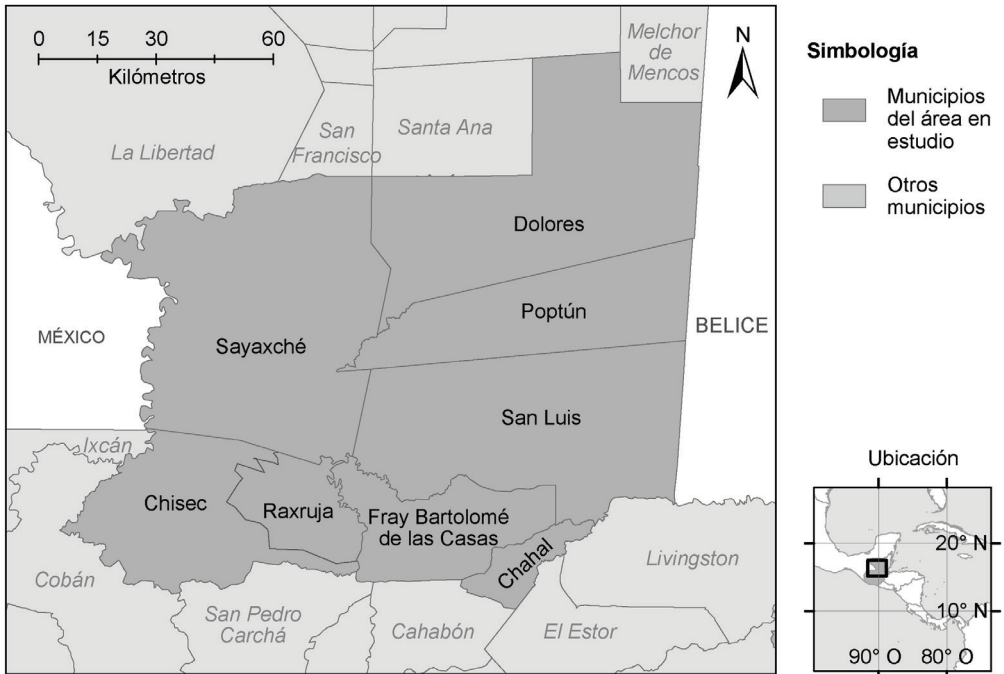 0 15 30 60
Kilómetros
Melchor
de
Mencos
N
San
Francisco
Santa Ana
La Libertad
Dolores
Poptún
MÉXICO
BELICE
Sayaxché
San Luis
Ixcán
Chisec
Raxruja
Fray Bartolomé
de las Casas
Chahal
Livingston
Cobán
San Pedro
Carchá
Cahabón
El Estor
Simbología
Municipios
del área en
estudio
Otros
municipios
Ubicación
20° N
10° N
90° O 80° O